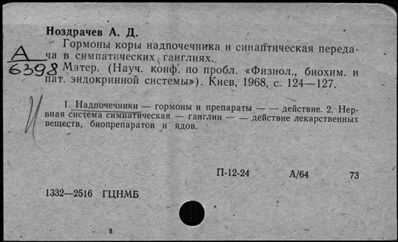 Ноздрачев А. Д.
Гормоны коры надпочечника и синаптическая переда-
ча в симпатических ганглиях.
А
6398
Матер. (Науч. конф. по пробл. «Физиол., биохим. и
пат. эндокринной системы»). Киев, 1968, с. 124—127.
I. Надпочечники — гормоны и препараты — — действие. 2. Нер-
вная система симпатическая — ганглии — — действие лекарственных
веществ, биопрепаратов и ядов.
П-12-24 А/64 73
1332—2516 ГЦНМБ